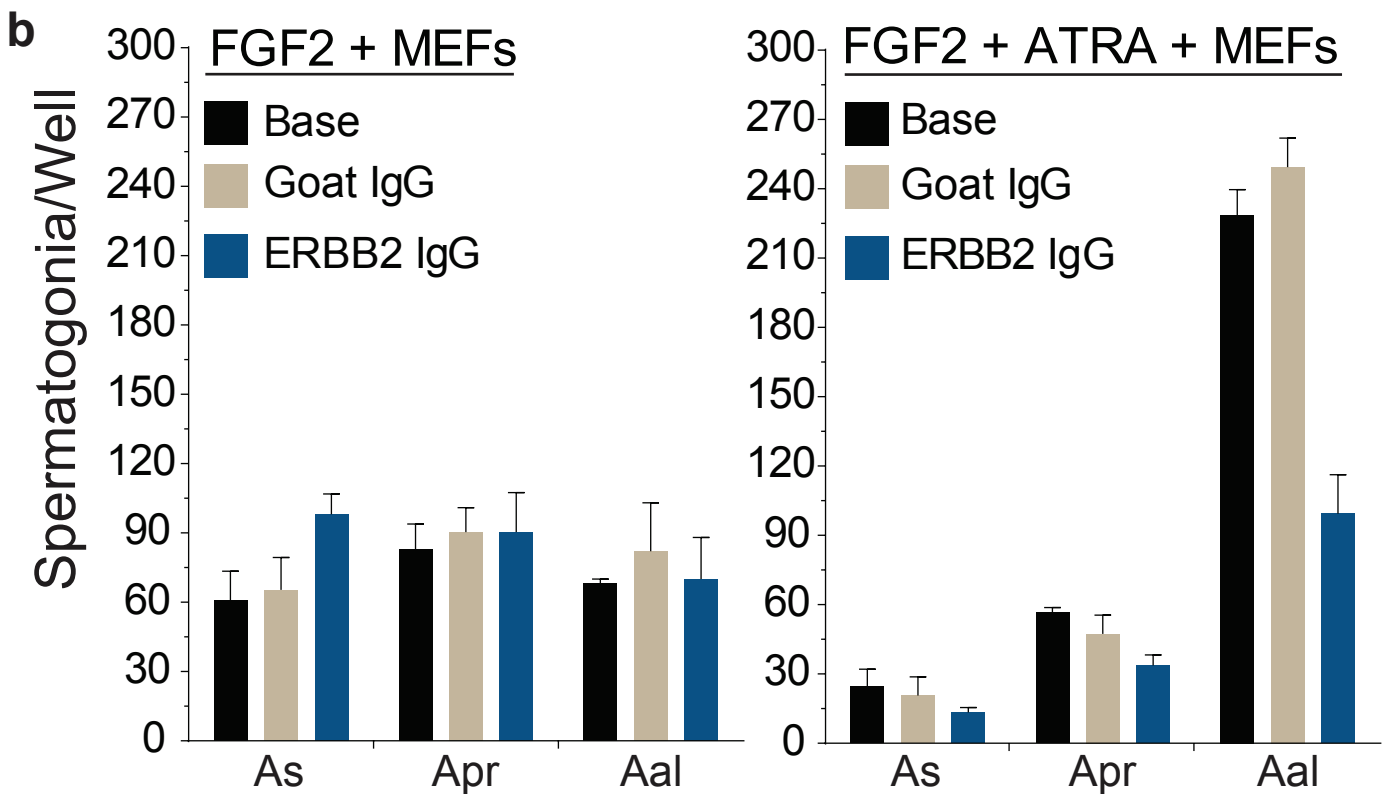 b
Spermatogonia/Well
FGF2 + MEFs
Base
Goat IgG
ERBB2 IgG
300
270
240
210
180
150
120
90
60
30
0
As Apr Aal
FGF2 + ATRA + MEFs
Base
Goat IgG
ERBB2 IgG
300
270
240
210
180
150
120
90
60
30
0
As Apr Aal